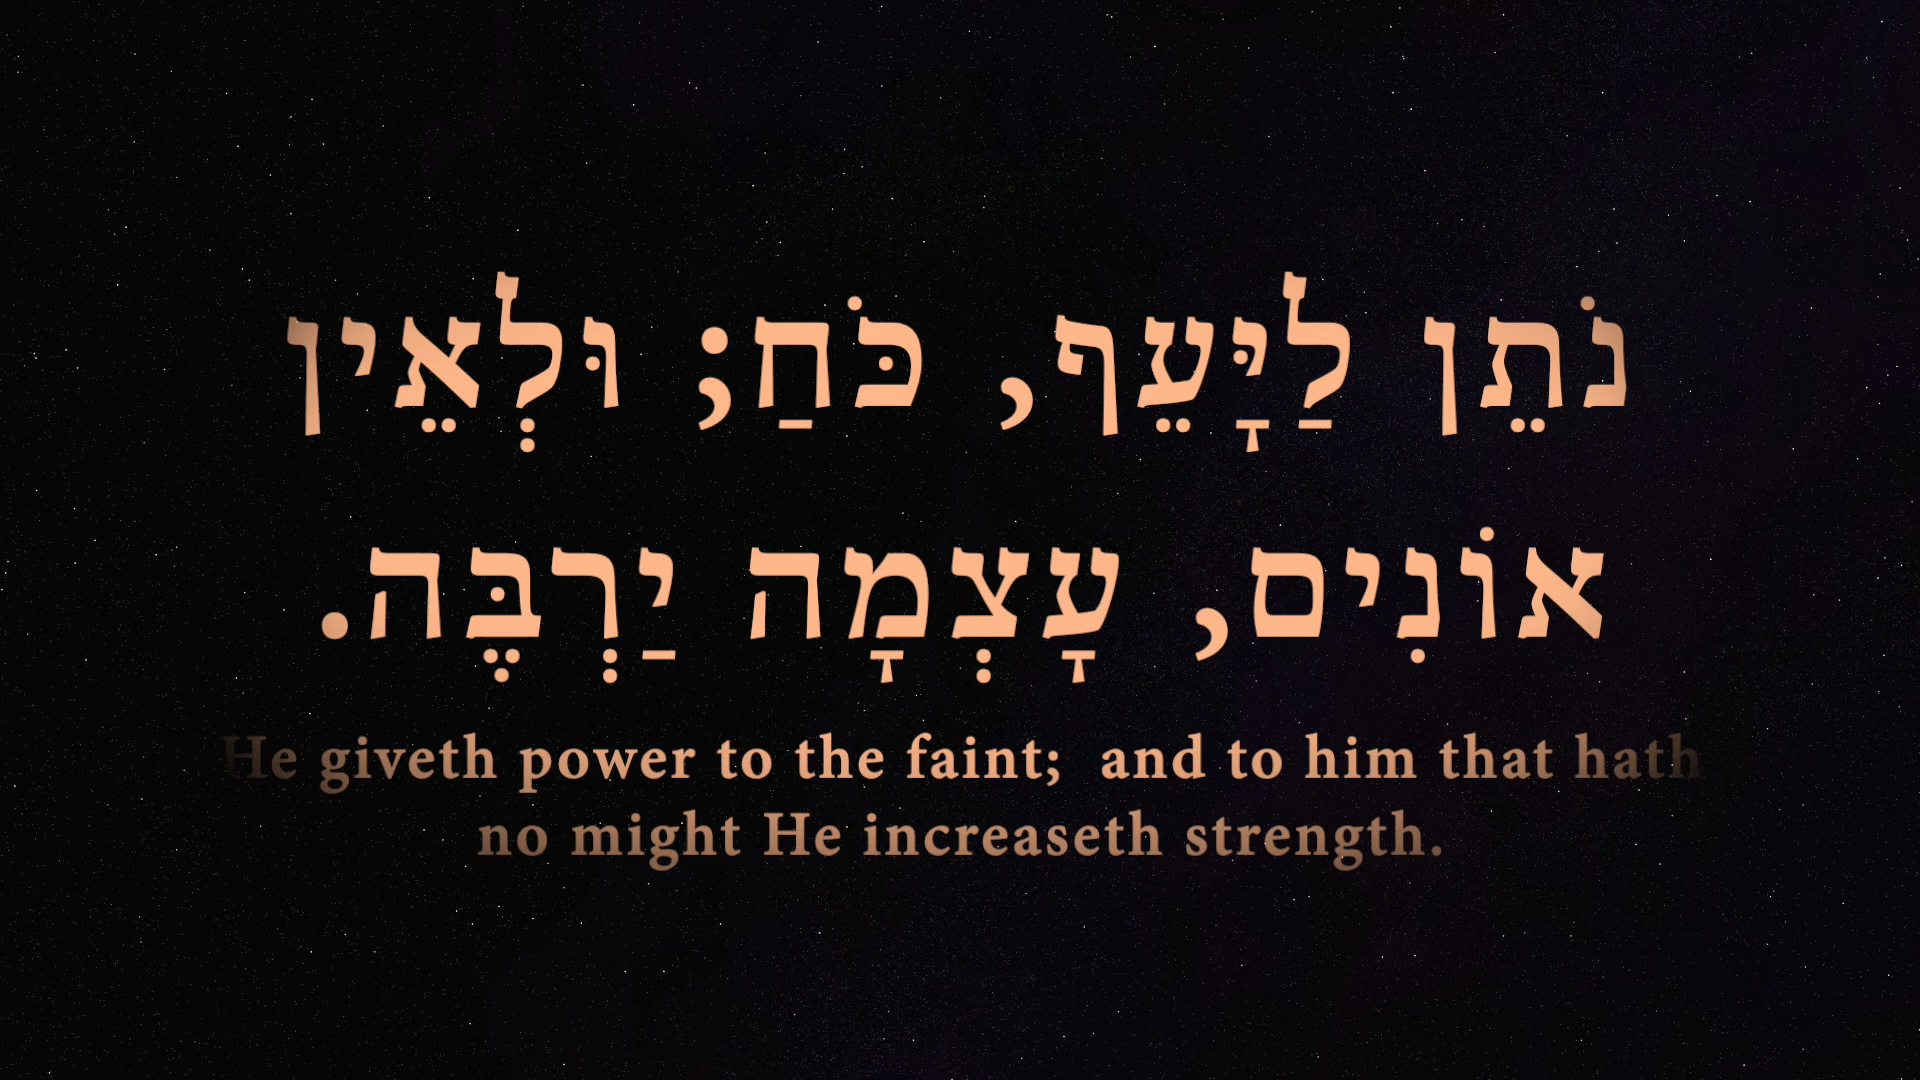 נֹתֵן לַיָּעֵף, כֹּחַ; וּלְאֵין
אוֹנִים, עָצְמָה יַרְבֶּה.
He giveth power to the faint;  and to him that hath
no might He increaseth strength.